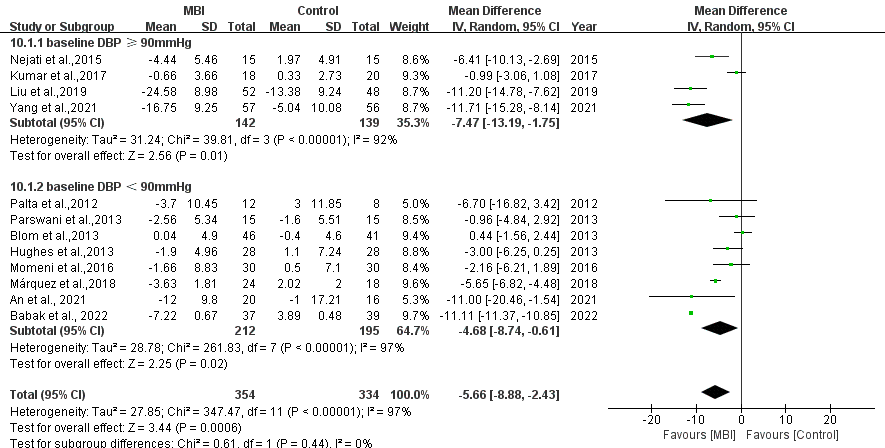 MBI Control Mean Difference Mean Difference
Study or Subgroup Mean SD Total Mean SD Total Weight IV, Random, 95% CI Year IV, Random, 95% CI
10.1.1 baseline DBP ≥ 90mmHg
Nejati et al.,2015 -4.44 5.46 15 1.97 4.91 15 8.6% -6.41 [-10.13, -2.69] 2015
Kumar et al.,2017 -0.66 3.66 18 0.33 2.73 20 9.4% -0.99 [-3.06, 1.08] 2017
Liu et al.,2019 -24.58 8.98 52 -13.38 9.24 48 8.7% -11.20 [-14.78, -7.62] 2019
Yang et al.,2021 -16.75 9.25 57 -5.04 10.08 56 8.7% -11.71 [-15.28, -8.14] 2021
Subtotal (95% CI) 142 139 35.3% -7.47 [-13.19, -1.75]
Heterogeneity: Tau² = 31.24; Chi² = 39.81, df = 3 (P < 0.00001); I² = 92%
Test for overall effect: Z = 2.56 (P = 0.01)
10.1.2 baseline DBP < 90mmHg
Palta et al.,2012 -3.7 10.45 12 3 11.85 8 5.0% -6.70 [-16.82, 3.42] 2012
Parswani et al.,2013 -2.56 5.34 15 -1.6 5.51 15 8.5% -0.96 [-4.84, 2.92] 2013
Blom et al.,2013 0.04 4.9 46 -0.4 4.6 41 9.4% 0.44 [-1.56, 2.44] 2013
Hughes et al.,2013 -1.9 4.96 28 1.1 7.24 28 8.8% -3.00 [-6.25, 0.25] 2013
Momeni et al.,2016 -1.66 8.83 30 0.5 7.1 30 8.4% -2.16 [-6.21, 1.89] 2016
Márquez et al.,2018 -3.63 1.81 24 2.02 2 18 9.6% -5.65 [-6.82, -4.48] 2018
An et al., 2021 -12 9.8 20 -1 17.21 16 5.3% -11.00 [-20.46, -1.54] 2021
Babak et al., 2022 -7.22 0.67 37 3.89 0.48 39 9.7% -11.11 [-11.37, -10.85] 2022
Subtotal (95% CI) 212 195 64.7% -4.68 [-8.74, -0.61]
Heterogeneity: Tau² = 28.78; Chi² = 261.83, df = 7 (P < 0.00001); I² = 97%
Test for overall effect: Z = 2.25 (P = 0.02)
Total (95% CI) 354 334 100.0% -5.66 [-8.88, -2.43]
Heterogeneity: Tau² = 27.85; Chi² = 347.47, df = 11 (P < 0.00001); I² = 97%
Test for overall effect: Z = 3.44 (P = 0.0006)
Test for subgroup differences: Chi² = 0.61, df = 1 (P = 0.44), I² = 0%
-20 -10 0 10 20
Favours [MBI] Favours [Control]